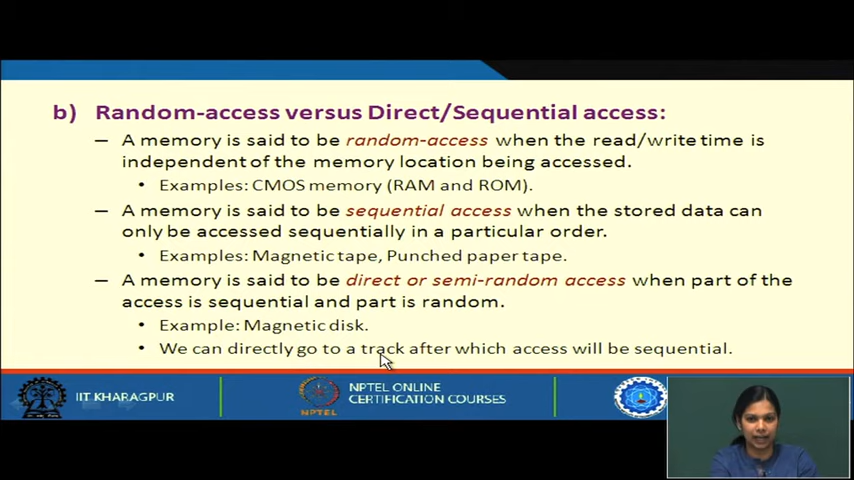 b) Random-access versus Direct/Sequential access:
– A memory is said to be random-access when the read/write time is
independent of the memory location being accessed.
• Examples: CMOS memory (RAM and ROM).
– A memory is said to be sequential access when the stored data can
only be accessed sequentially in a particular order.
• Examples: Magnetic tape, Punched paper tape.
– A memory is said to be direct or semi-random access when part of the
access is sequential and part is random.
• Example: Magnetic disk.
• We can directly go to a track after which access will be sequential.
IIT KHARAGPUR
NPTEL
NPTEL ONLINE
CERTIFICATION COURSES